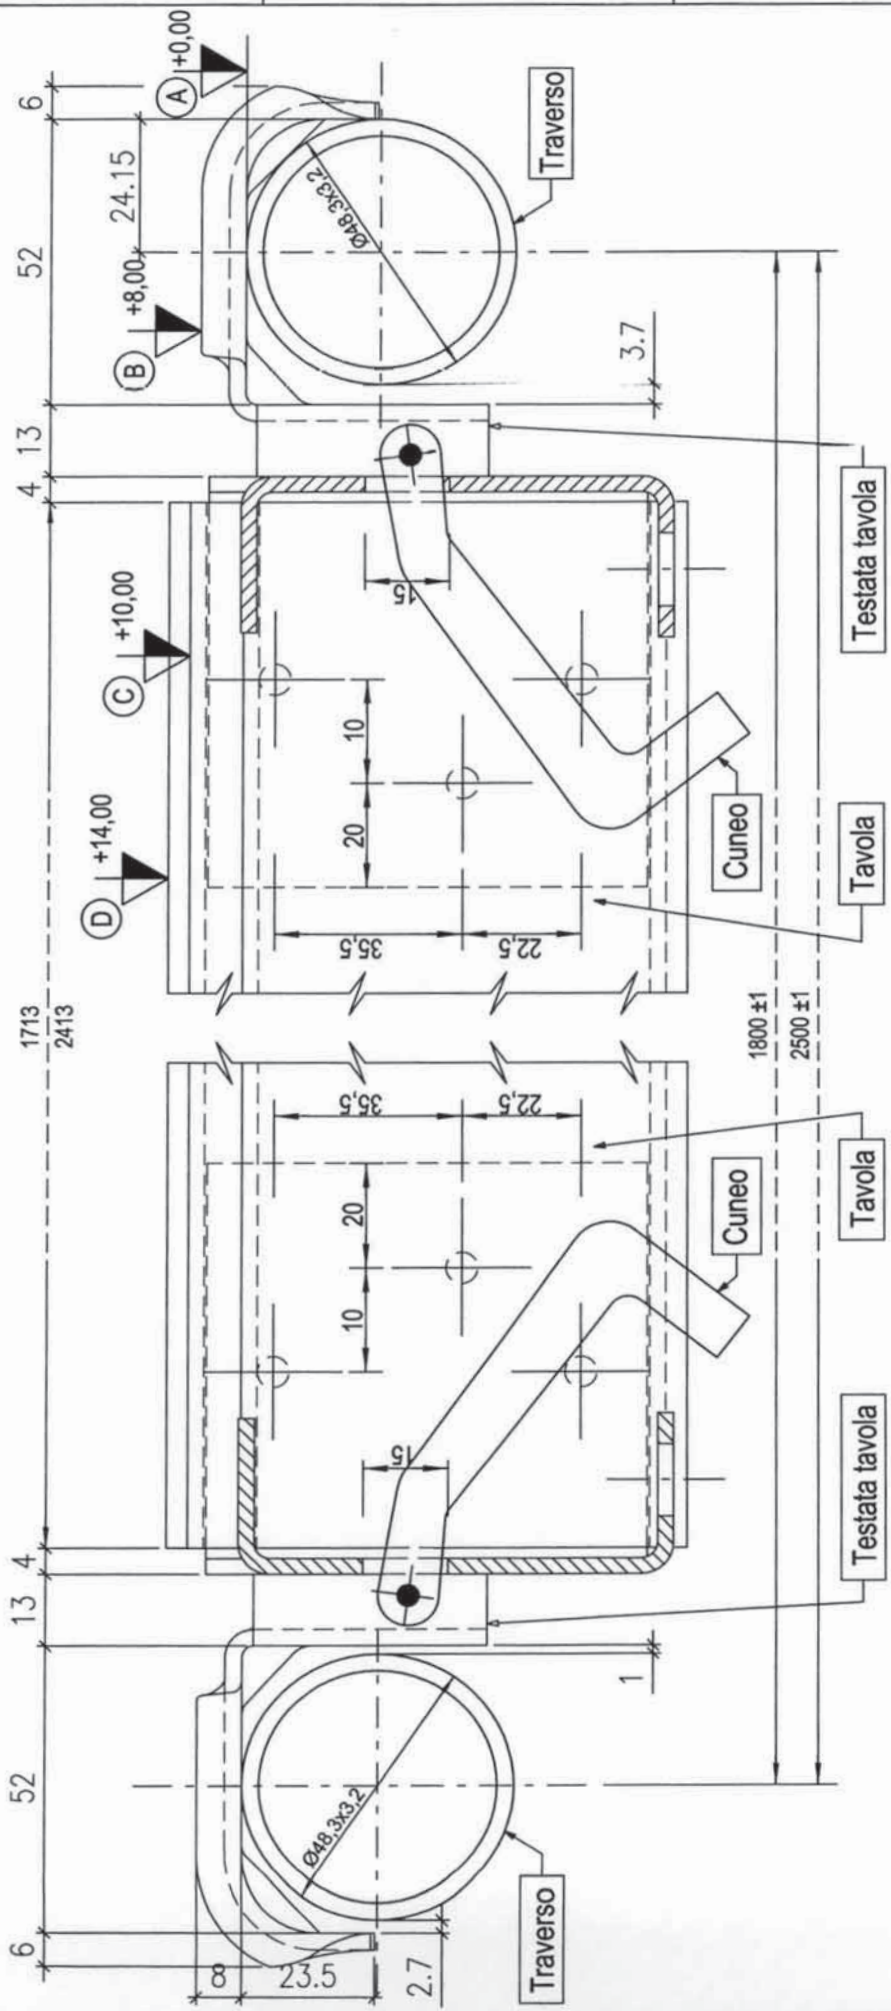 6
52
13
4
1713
2413
4
13
52
6
24.15
A
+0,00
B
+8,00
C
+10,00
D
+14,00
Ø48,3x3,2
Traverso
3.7
15
10
20
35,5
22,5
Cuneo
Tavola
Testata tavola
1800 ±1
2500 ±1
35,5
22,5
20
10
15
Tavola
Cuneo
Testata tavola
1
Ø48,3x3,2
Traverso
8
23.5
2.7